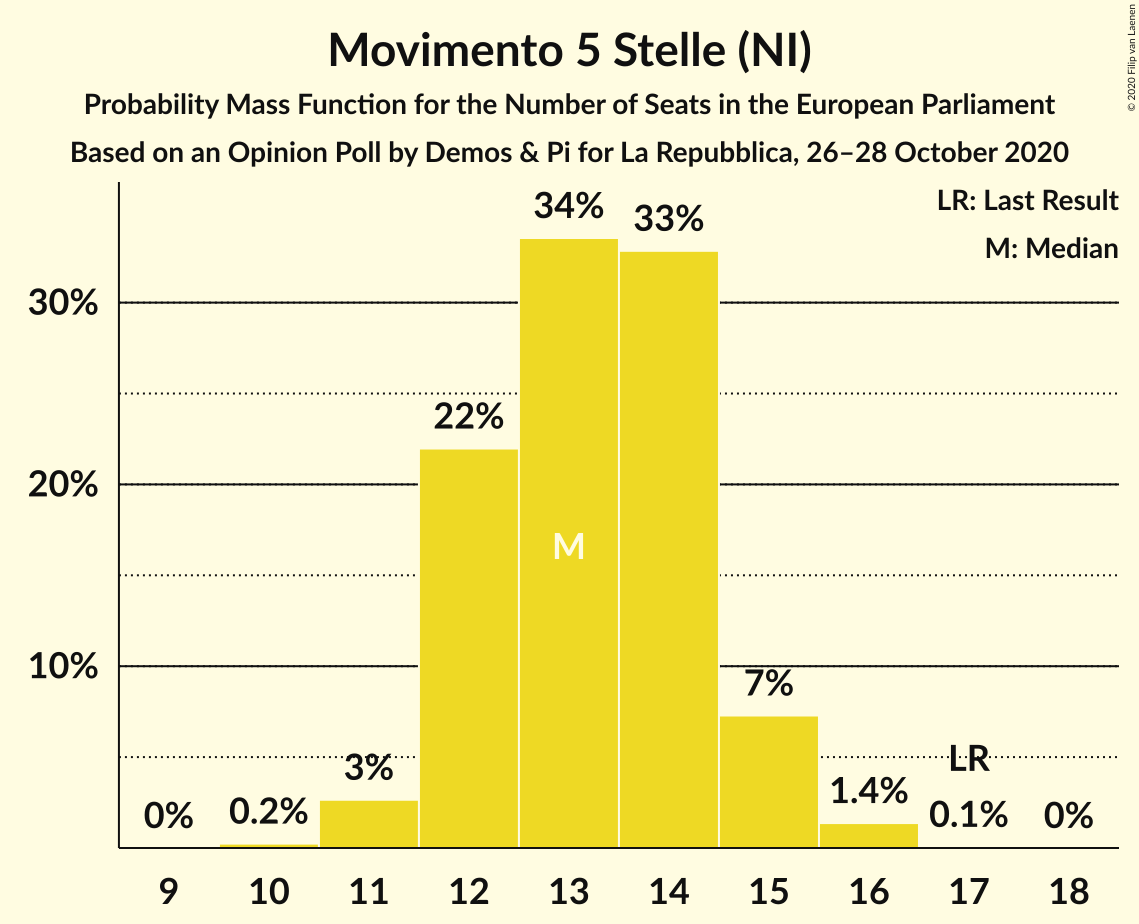 Movimento 5 Stelle (NI)
Probability Mass Function for the Number of Seats in the European Parliament
Based on an Opinion Poll by Demos & Pi for La Repubblica, 26–28 October 2020
© 2020 Filip van Laenen
LR: Last Result
M: Median
30%
20%
10%
0%
0.2%
3%
22%
34%
M
33%
7%
1.4%
LR
0.1%
0%
9 10 11 12 13 14 15 16 17 18